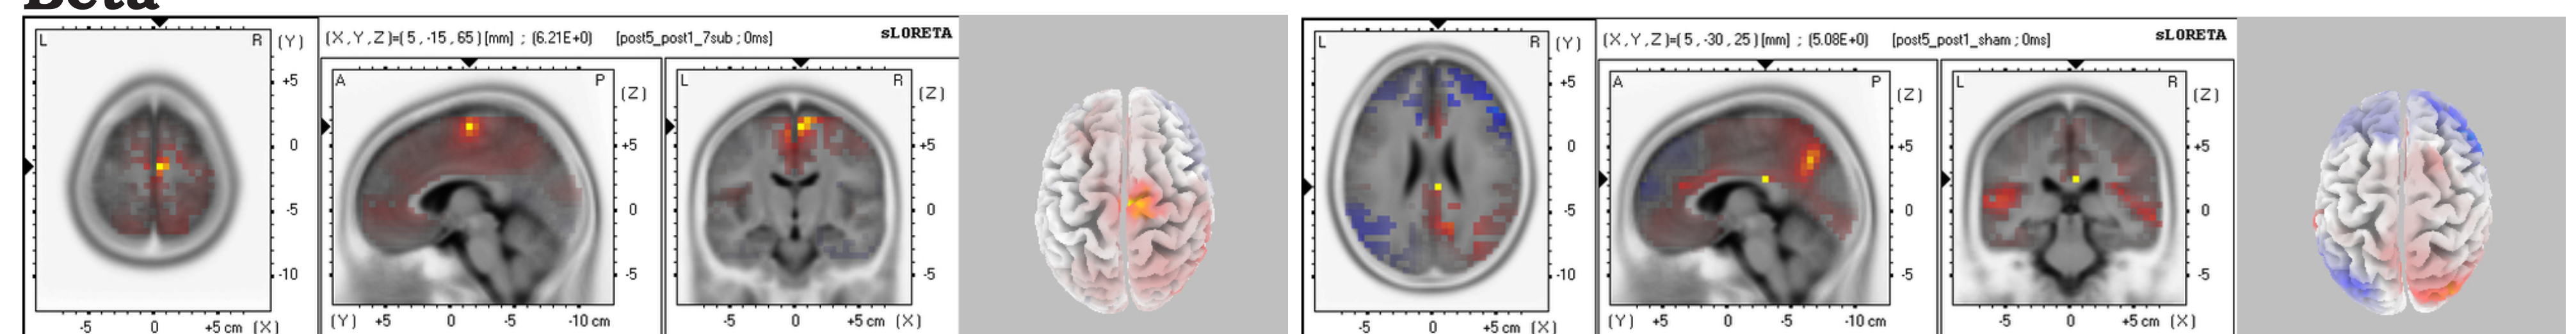 Beta
L R (Y) (X,Y,Z)=(5,-15,65)[mm] ; (6.21E+0) [post5_post1_7sub ; 0ms] sLORETA
A P (Z) L R (Z)
+5 0 -5 -10
+5 0 -5
+5 0 -5
-5 0 +5 cm (X) (Y) +5 0 -5 -10 cm -5 0 +5 cm (X)
L R (Y) (X,Y,Z)=(5,-30,25)[mm] ; (5.08E+0) [post5_post1_sham ; 0ms] sLORETA
A P (Z) L R (Z)
+5 0 -5 -10
+5 0 -5
+5 0 -5
-5 0 +5 cm (X) (Y) +5 0 -5 -10 cm -5 0 +5 cm (X)